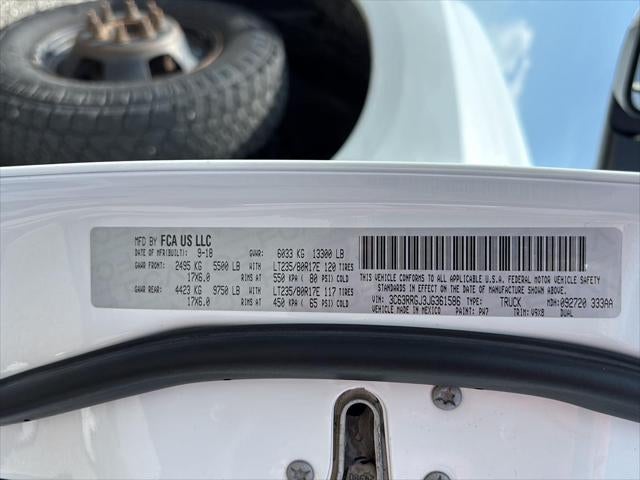 MFD BY FCA US LLC
DATE OF MFR(BUILT): 9-18 GVWR: 6033 KG 13300 LB
GAWR FRONT: 2495 KG 5500 LB WITH LT235/80R17E 120 TIRES
17X6.0 RIMS AT 550 KPA ( 80 PSI) COLD
GAWR REAR: 4423 KG 9750 LB WITH LT235/80R17E 117 TIRES
17X6.0 RIMS AT 450 KPA ( 65 PSI) COLD
THIS VEHICLE CONFORMS TO ALL APPLICABLE U.S.A. FEDERAL MOTOR VEHICLE SAFETY
STANDARDS IN EFFECT ON THE DATE OF MANUFACTURE SHOWN ABOVE.
VIN: 3C63RRGJ3JG361586 TYPE: TRUCK MDH: 092720 333AA
VEHICLE MADE IN MEXICO PAINT: PW7 TRIM: V9X8 DUAL